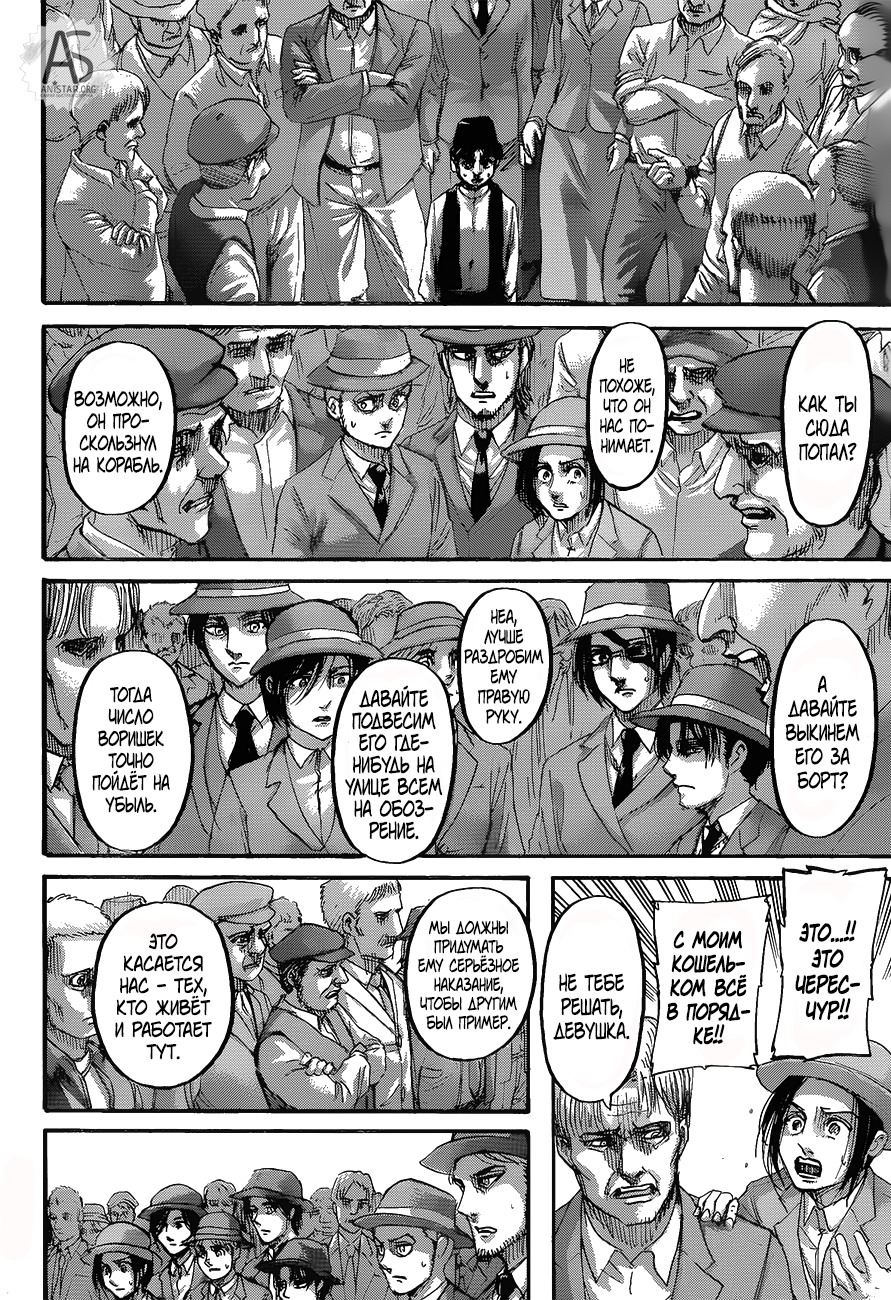 AS
ANISTAR.ORG
КАК ТЫ
СЮДА
ПОПАЛ?
НЕ
ПОХОЖЕ,
ЧТО ОН
НАС ПО-
НИМАЕТ.
ВОЗМОЖНО,
ОН ПРО-
СКОЛЬЗНУЛ
НА КОРАБЛЬ.
А
ДАВАЙТЕ
ВЫКИНЕМ
ЕГО ЗА
БОРТ?
НЕА,
ЛУЧШЕ
РАЗДРОБИМ
ЕМУ
ПРАВУЮ
РУКУ.
ДАВАЙТЕ
ПОДВЕСИМ
ЕГО ГДЕ-
НИБУДЬ НА
УЛИЦЕ ВСЕМ
НА ОБОЗ-
РЕНИЕ.
ТОГДА
ЧИСЛО
ВОРИШЕК
ТОЧНО
ПОЙДЁТ НА
УБЫЛЬ.
ЭТО...!!
ЭТО
ЧЕРЕС-
ЧУР!!
С МОИМ
КОШЕЛЬ-
КОМ ВСЁ
В ПОРЯД-
КЕ!!
НЕ ТЕБЕ
РЕШАТЬ,
ДЕВУШКА.
МЫ ДОЛЖНЫ
ПРИДУМАТЬ
ЕМУ СЕРЬЁЗНОЕ
НАКАЗАНИЕ,
ЧТОБЫ ДРУГИМ
БЫЛ ПРИМЕР.
ЭТО
КАСАЕТСЯ
НАС - ТЕХ,
КТО ЖИВЁТ
И РАБОТАЕТ
ТУТ.